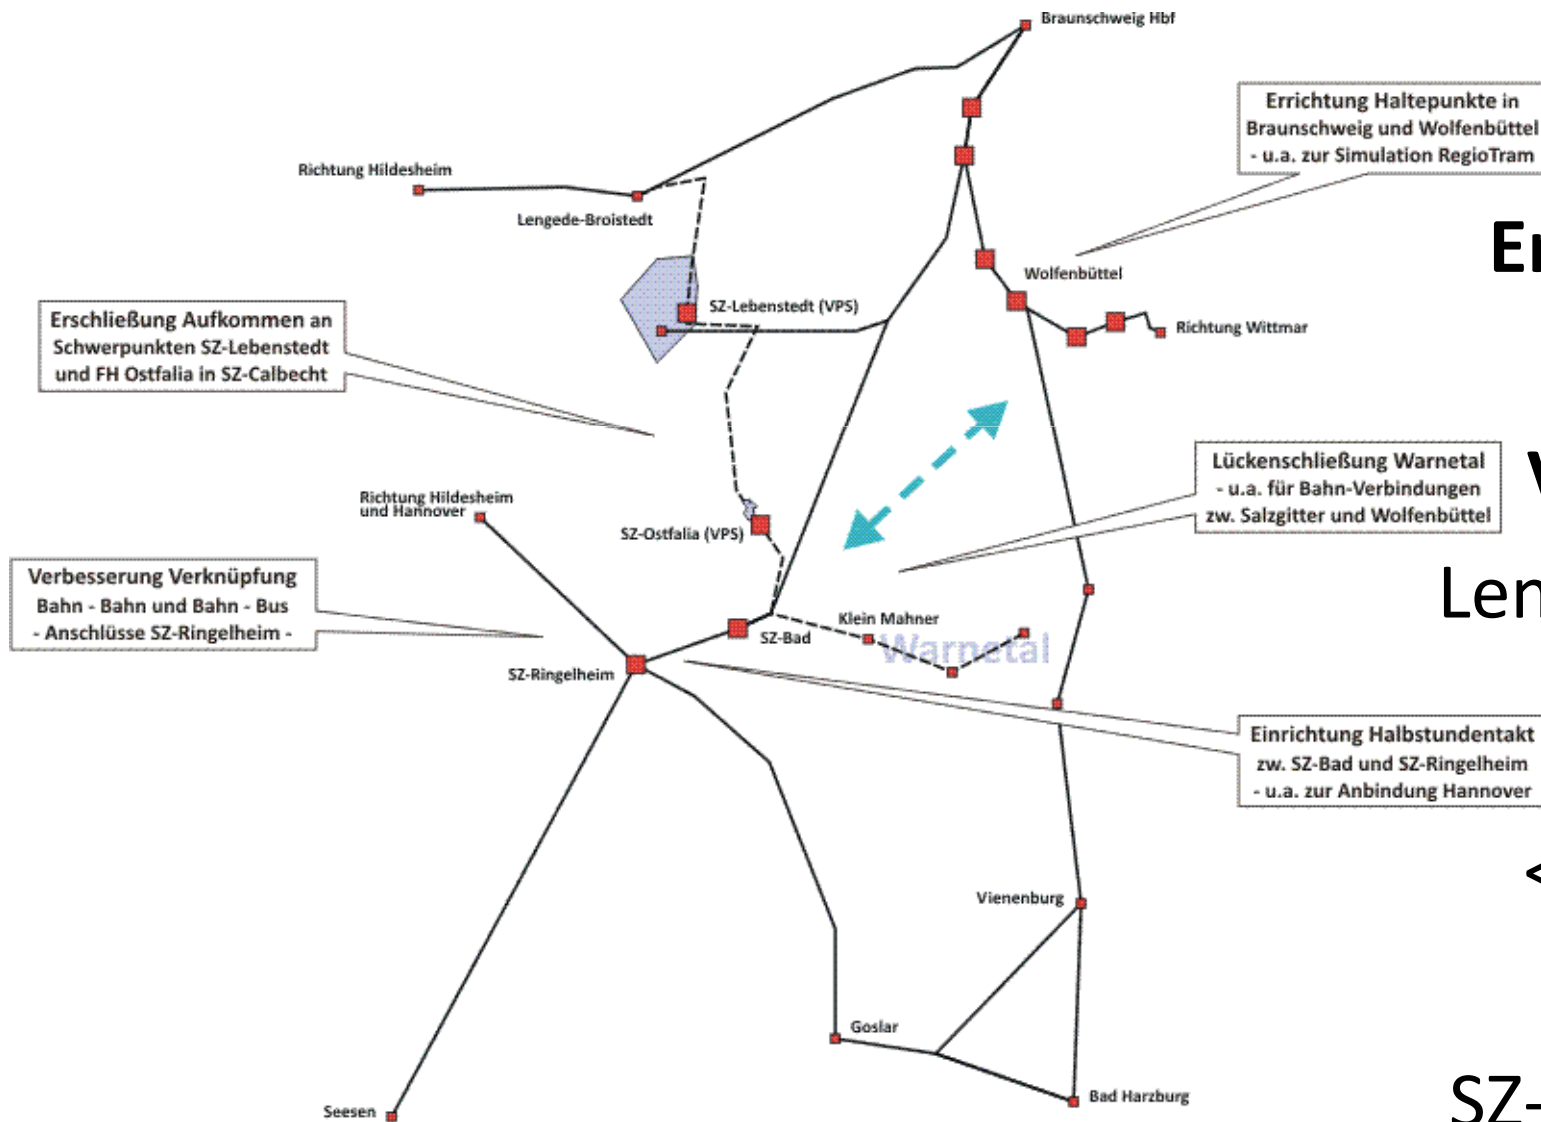 Braunschweig Hbf
Errichtung Haltepunkte in
Braunschweig und Wolfenbüttel
- u.a. zur Simulation RegioTram
Richtung Hildesheim
Lengede-Broistedt
Wolfenbüttel
SZ-Lebenstedt (VPS)
Richtung Wittmar
Erschließung Aufkommen an
Schwerpunkten SZ-Lebenstedt
und FH Ostfalia in SZ-Calbecht
Lückenschließung Warnetal
- u.a. für Bahn-Verbindungen
zw. Salzgitter und Wolfenbüttel
Richtung Hildesheim
und Hannover
SZ-Ostfalia (VPS)
Verbesserung Verknüpfung
Bahn - Bahn und Bahn - Bus
- Anschlüsse SZ-Ringelheim -
Klein Mahner
SZ-Bad
Warnetal
SZ-Ringelheim
Einrichtung Halbstundentakt
zw. SZ-Bad und SZ-Ringelheim
- u.a. zur Anbindung Hannover
Vienenburg
Goslar
Bad Harzburg
Seesen
Er
V
Len
<
SZ-